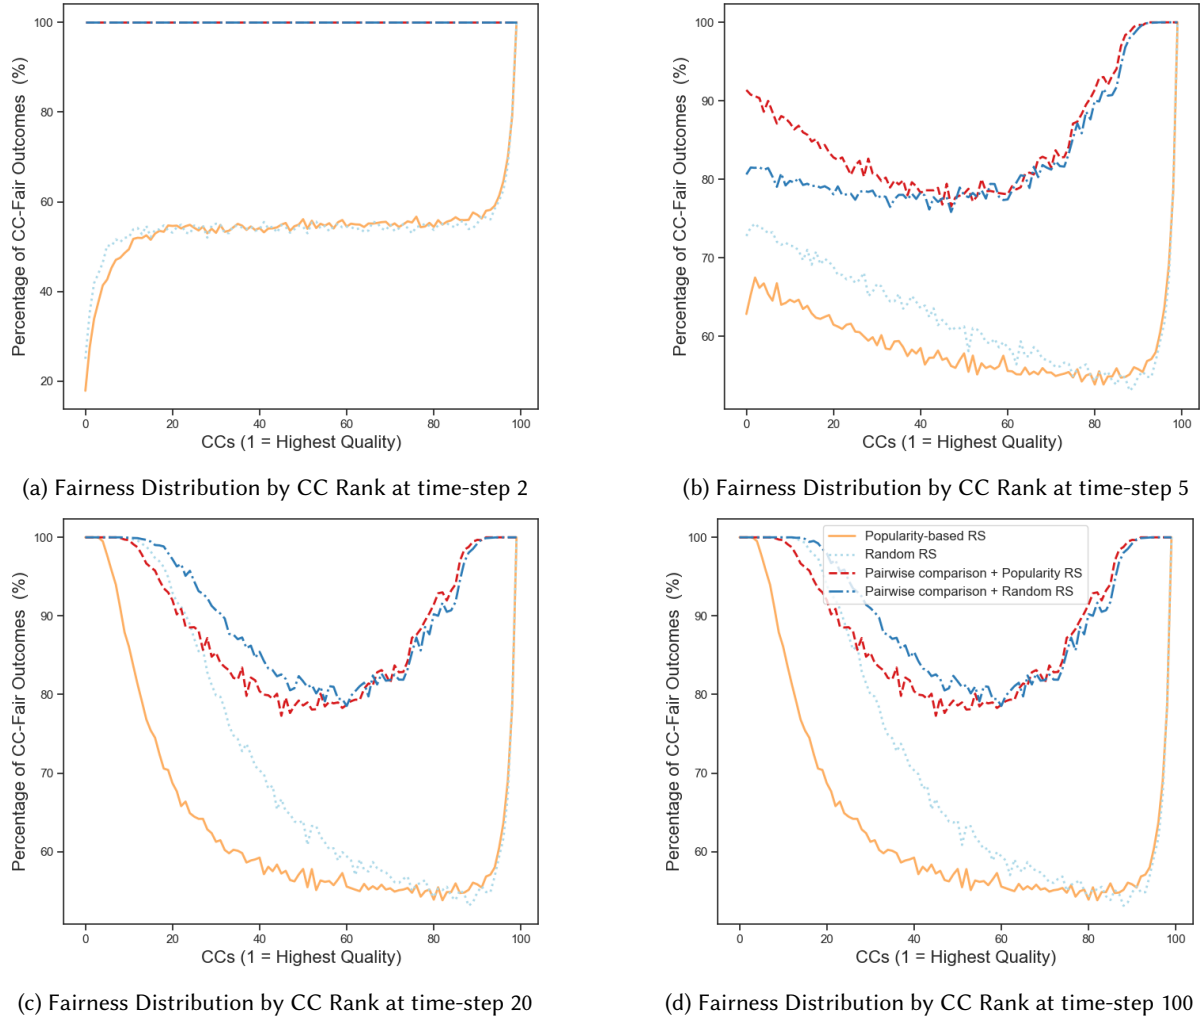 100
80
60
40
20
Percentage of CC-Fair Outcomes (%)
0 20 40 60 80 100
CCs (1 = Highest Quality)
(a) Fairness Distribution by CC Rank at time-step 2
100
90
80
70
60
Percentage of CC-Fair Outcomes (%)
0 20 40 60 80 100
CCs (1 = Highest Quality)
(b) Fairness Distribution by CC Rank at time-step 5
100
90
80
70
60
Percentage of CC-Fair Outcomes (%)
0 20 40 60 80 100
CCs (1 = Highest Quality)
(c) Fairness Distribution by CC Rank at time-step 20
100
90
80
70
60
Percentage of CC-Fair Outcomes (%)
Popularity-based RS
Random RS
Pairwise comparison + Popularity RS
Pairwise comparison + Random RS
0 20 40 60 80 100
CCs (1 = Highest Quality)
(d) Fairness Distribution by CC Rank at time-step 100